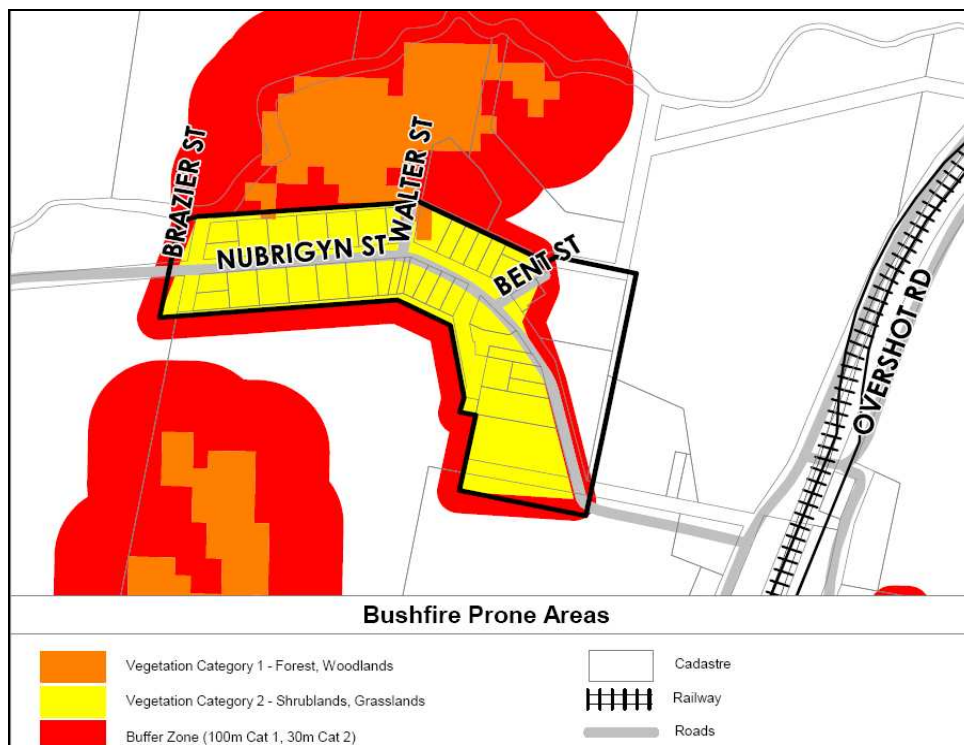 BRAZIER ST
WALTER ST
NUBRIGYN ST
BENT ST
OVERSHOT RD
Bushfire Prone Areas
Vegetation Category 1 - Forest, Woodlands
Vegetation Category 2 - Shrublands, Grasslands
Buffer Zone (100m Cat 1, 30m Cat 2)
Cadastre
Railway
Roads